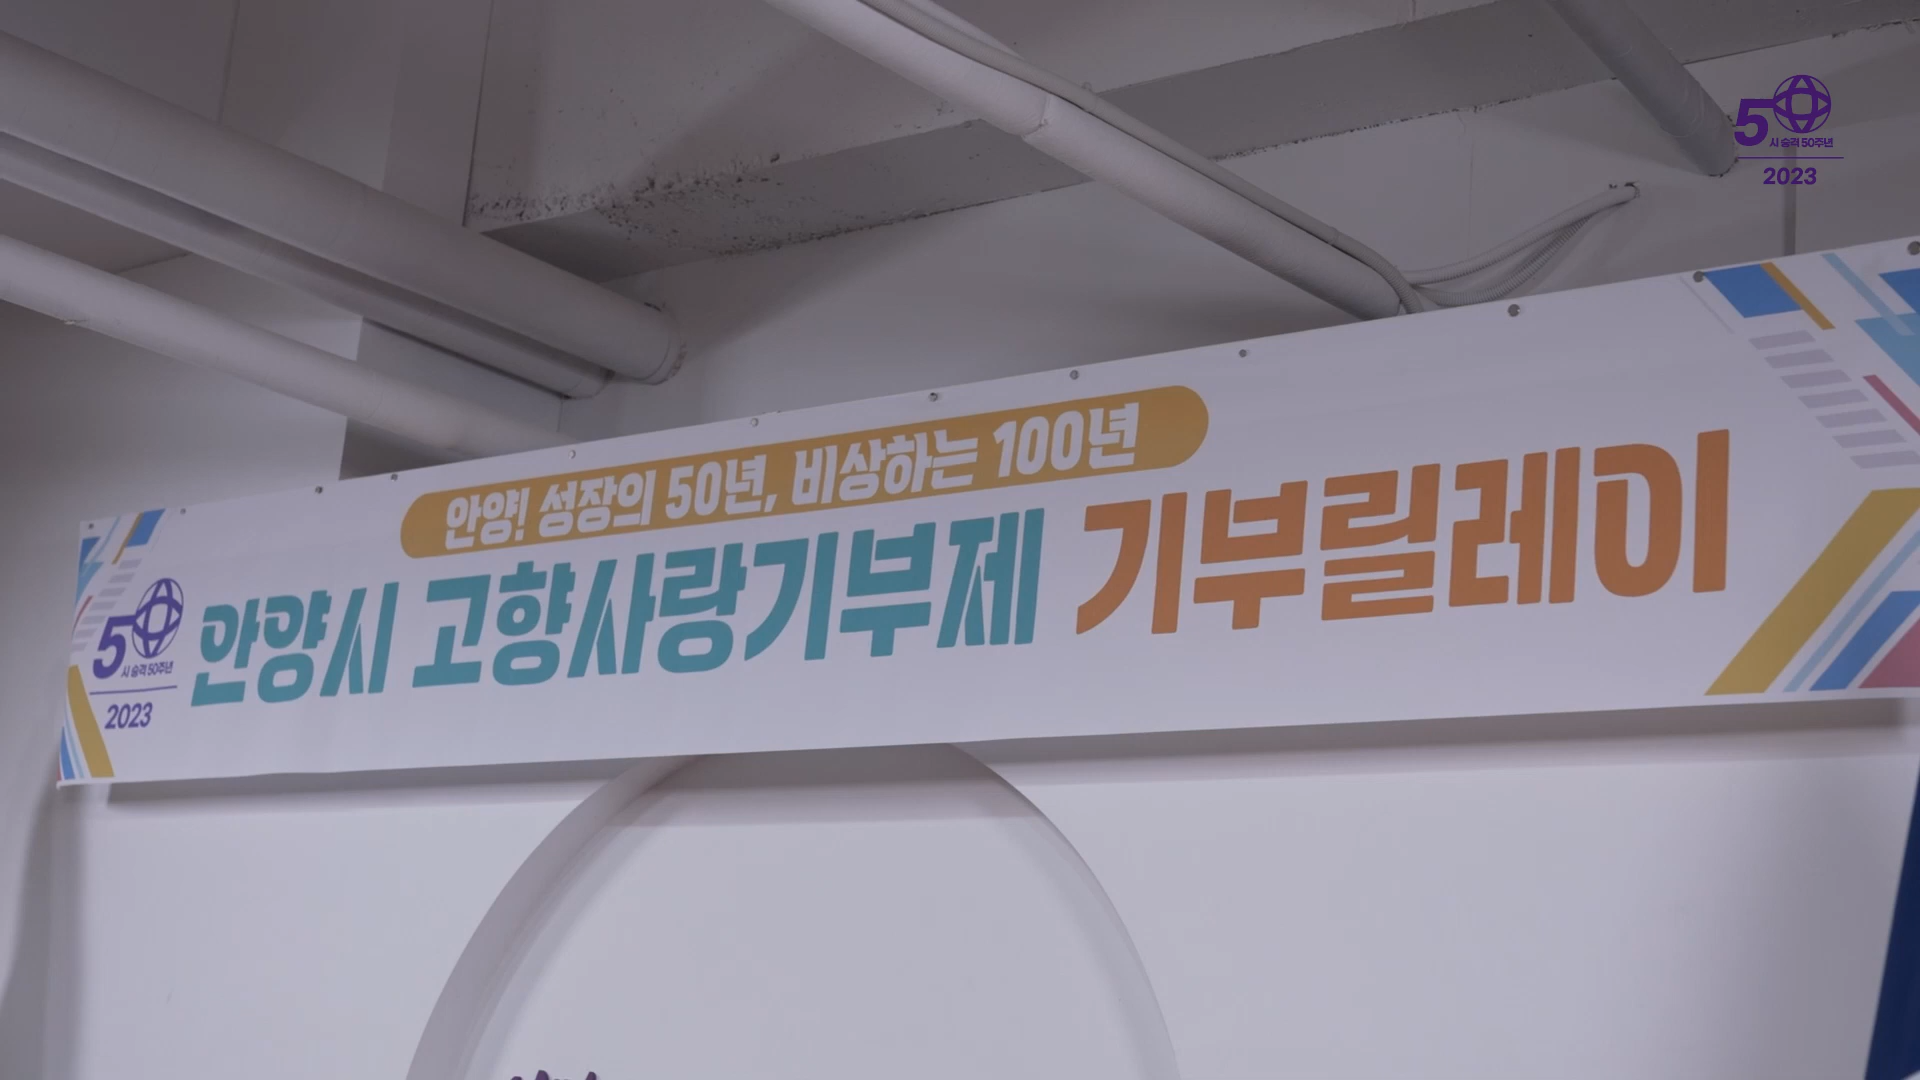 50
시 승격 50주년
2023
안양! 성장의 50년, 비상하는 100년
안양시 고향사랑기부제 기부릴레이
50
시 승격 50주년
2023